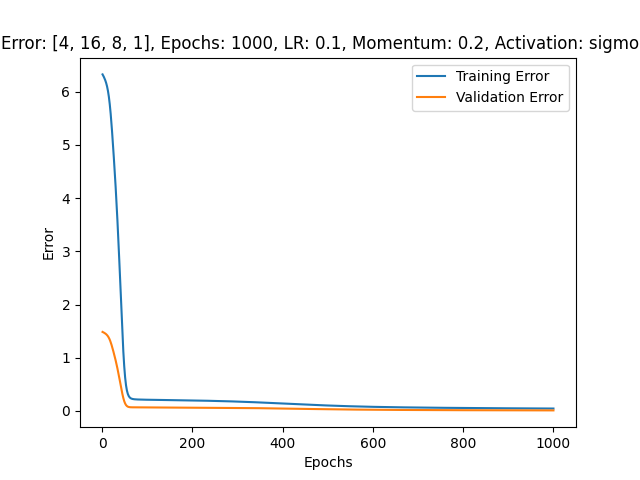 Error: [4, 16, 8, 1], Epochs: 1000, LR: 0.1, Momentum: 0.2, Activation: sigmo
Training Error
Validation Error
6
5
4
3
2
1
0
Error
0 200 400 600 800 1000
Epochs